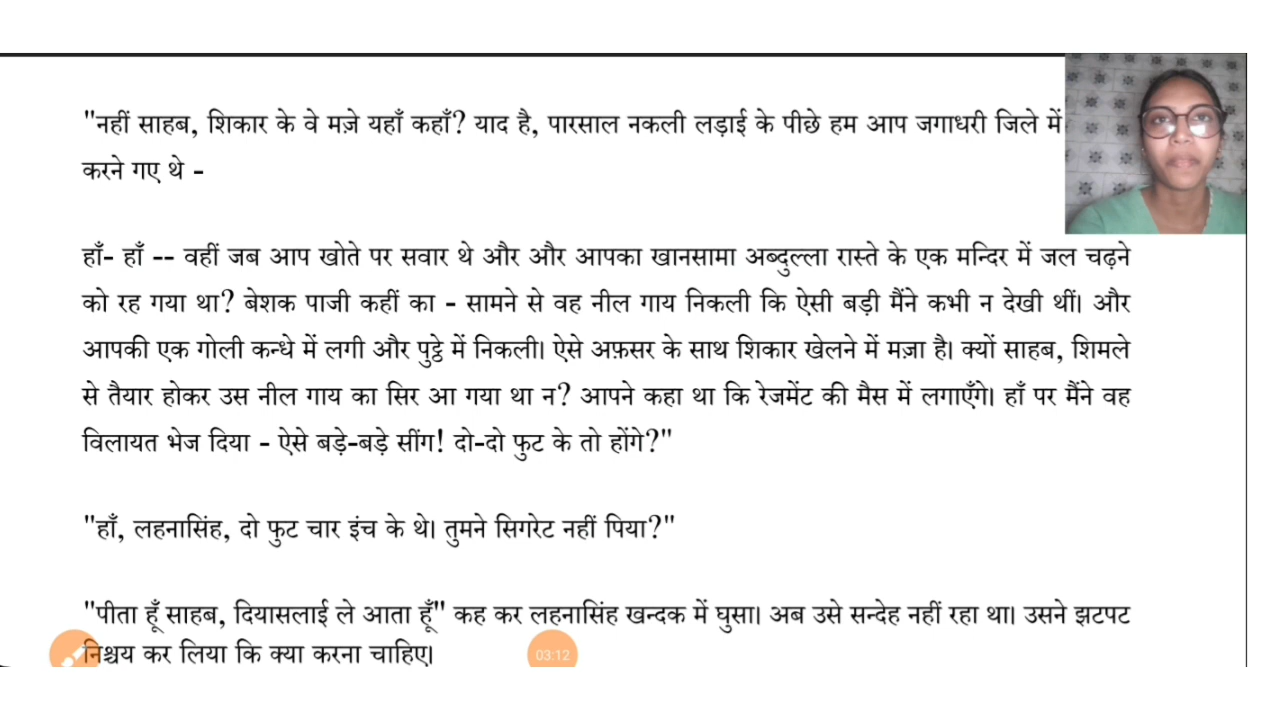 "नहीं साहब, शिकार के वे मज़े यहाँ कहाँ? याद है, पारसाल नकली लड़ाई के पीछे हम आप जगाधरी जिले में
करने गए थे -
हाँ- हाँ -- वहीं जब आप खोते पर सवार थे और और आपका खानसामा अब्दुल्ला रास्ते के एक मन्दिर में जल चढ़ने
को रह गया था? बेशक पाजी कहीं का - सामने से वह नील गाय निकली कि ऐसी बड़ी मैंने कभी न देखी थीं। और
आपकी एक गोली कन्धे में लगी और पुट्ठे में निकली। ऐसे अफ़सर के साथ शिकार खेलने में मज़ा है। क्यों साहब, शिमले
से तैयार होकर उस नील गाय का सिर आ गया था न? आपने कहा था कि रेजमेंट की मैस में लगाएँगे। हाँ पर मैंने वह
विलायत भेज दिया - ऐसे बड़े-बड़े सींग! दो-दो फुट के तो होंगे?"
"हाँ, लहनासिंह, दो फुट चार इंच के थे। तुमने सिगरेट नहीं पिया?"
"पीता हूँ साहब, दियासलाई ले आता हूँ" कह कर लहनासिंह खन्दक में घुसा। अब उसे सन्देह नहीं रहा था। उसने झटपट
निश्चय कर लिया कि क्या करना चाहिए।
03:12